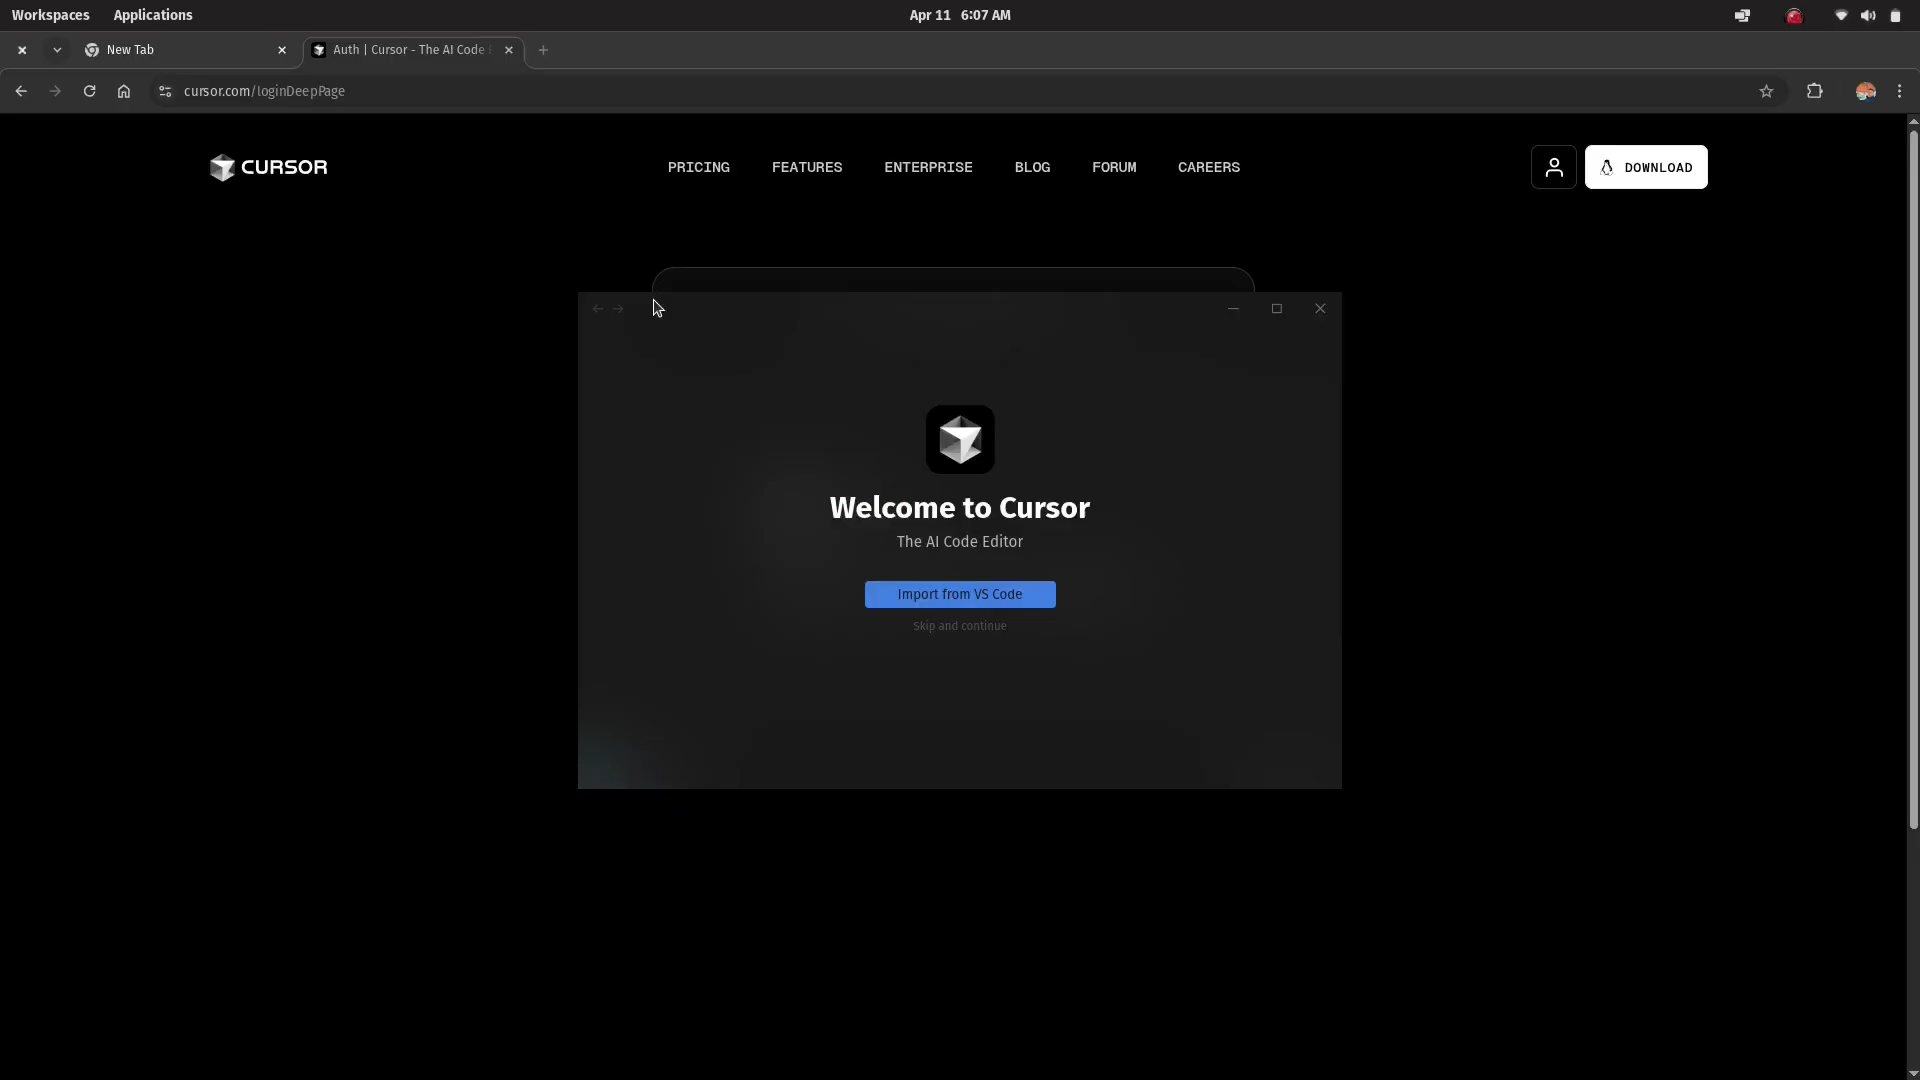 Workspaces Applications Apr 11 6:07 AM
New Tab Auth | Cursor - The AI Code
cursor.com/loginDeepPage
CURSOR PRICING FEATURES ENTERPRISE BLOG FORUM CAREERS DOWNLOAD
Welcome to Cursor
The AI Code Editor
Import from VS Code
Skip and continue